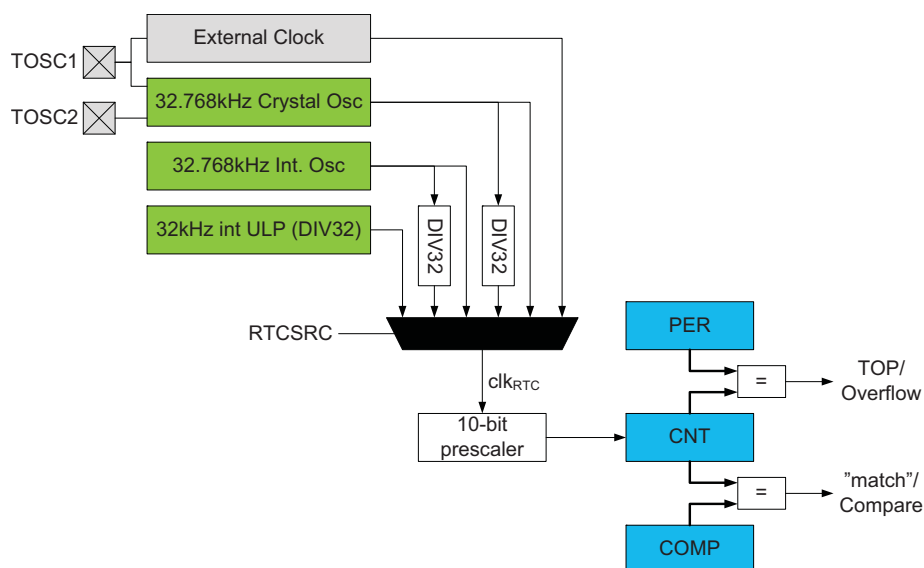 External Clock
TOSC1
32.768kHz Crystal Osc
TOSC2
32.768kHz Int. Osc
32kHz int ULP (DIV32)
DIV32
DIV32
RTCSRC
PER
TOP/
Overflow
=
clkRTC
10-bit
prescaler
CNT
=
”match”/
Compare
COMP